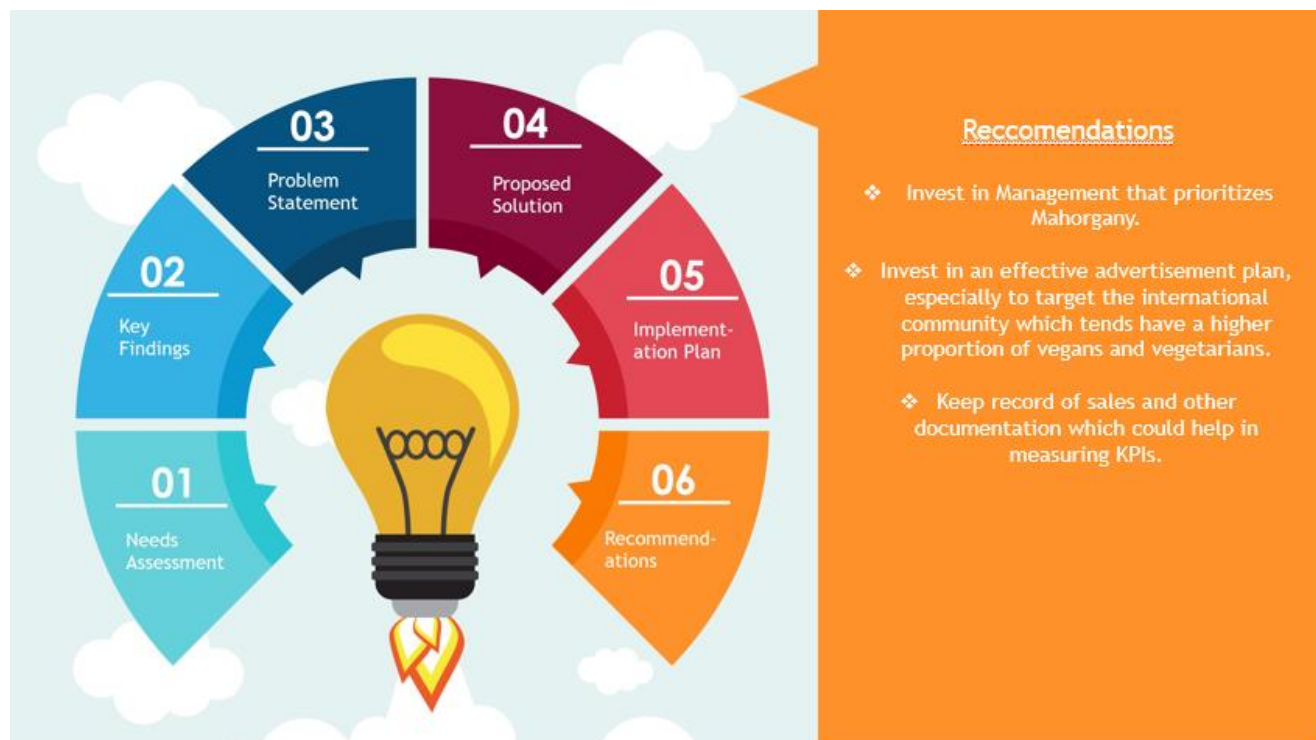 01
Needs
Assessment
02
Key
Findings
03
Problem
Statement
04
Proposed
Solution
05
Implement-
ation Plan
06
Recommend-
ations
Reccomendations
❖ Invest in Management that prioritizes
Mahorgany.
❖ Invest in an effective advertisement plan,
especially to target the international
community which tends have a higher
proportion of vegans and vegetarians.
❖ Keep record of sales and other
documentation which could help in
measuring KPIs.